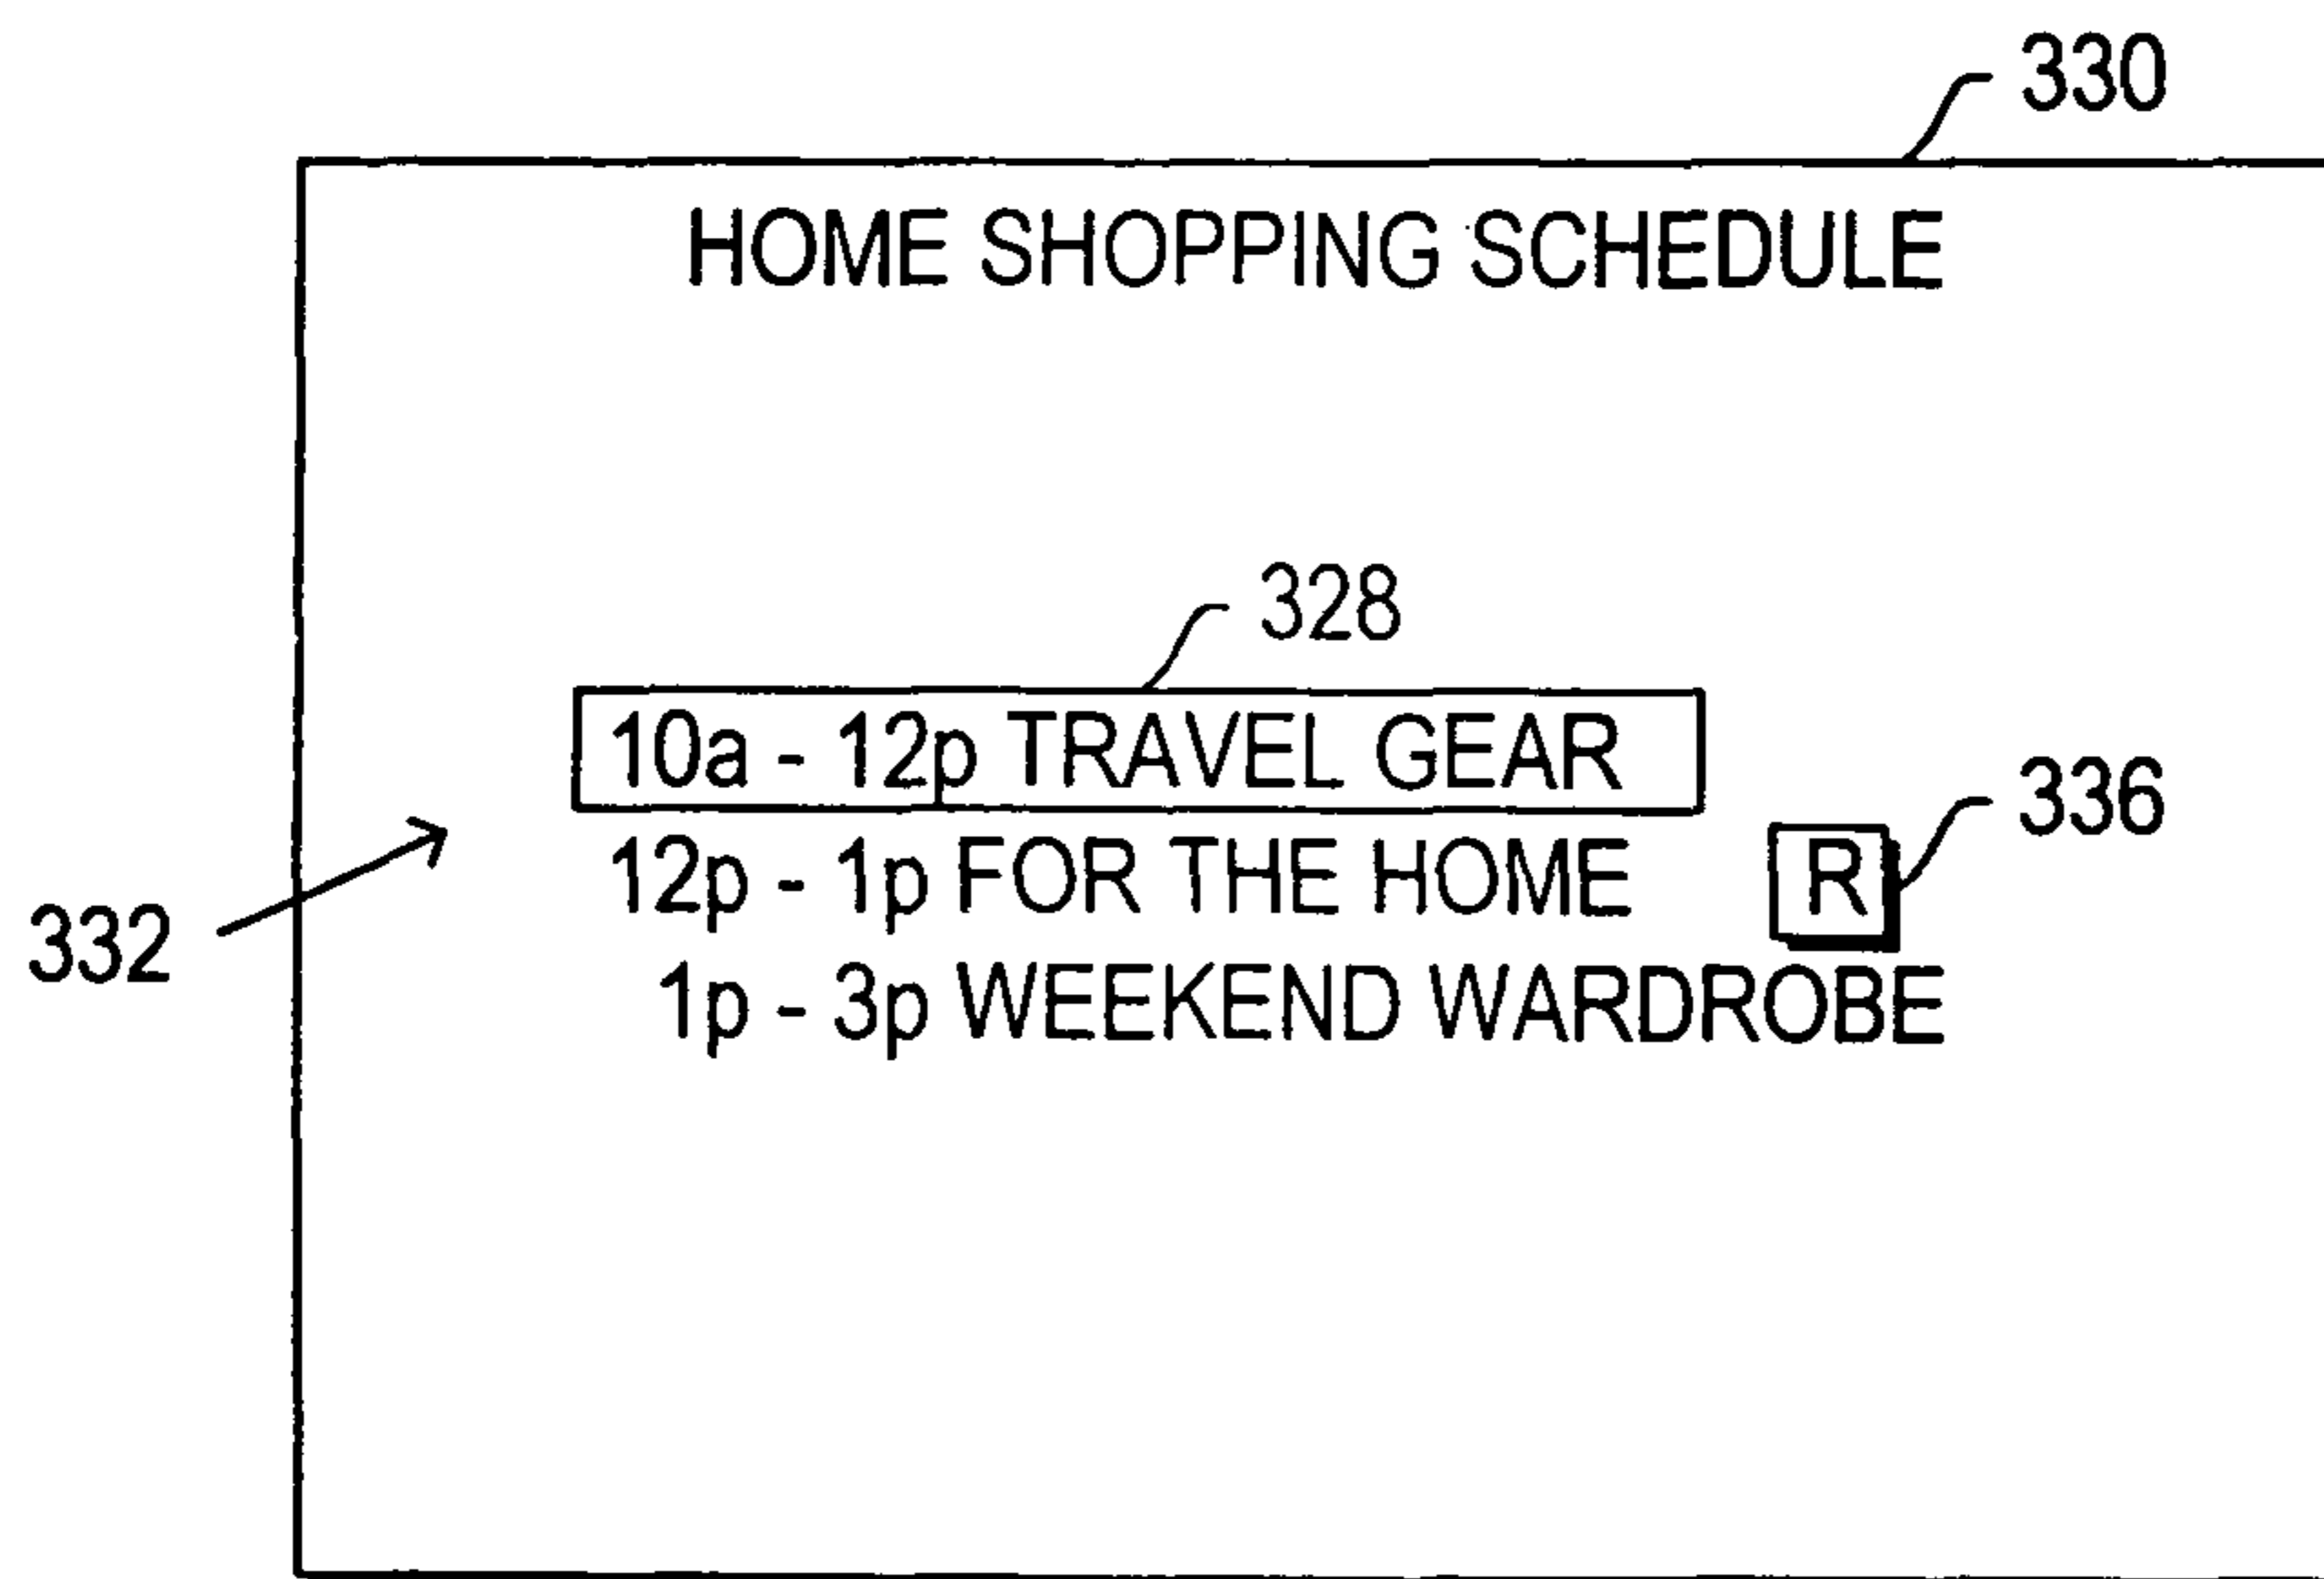 330
HOME SHOPPING SCHEDULE
328
10a - 12p TRAVEL GEAR
336
12p - 1p FOR THE HOME R
332
1p - 3p WEEKEND WARDROBE